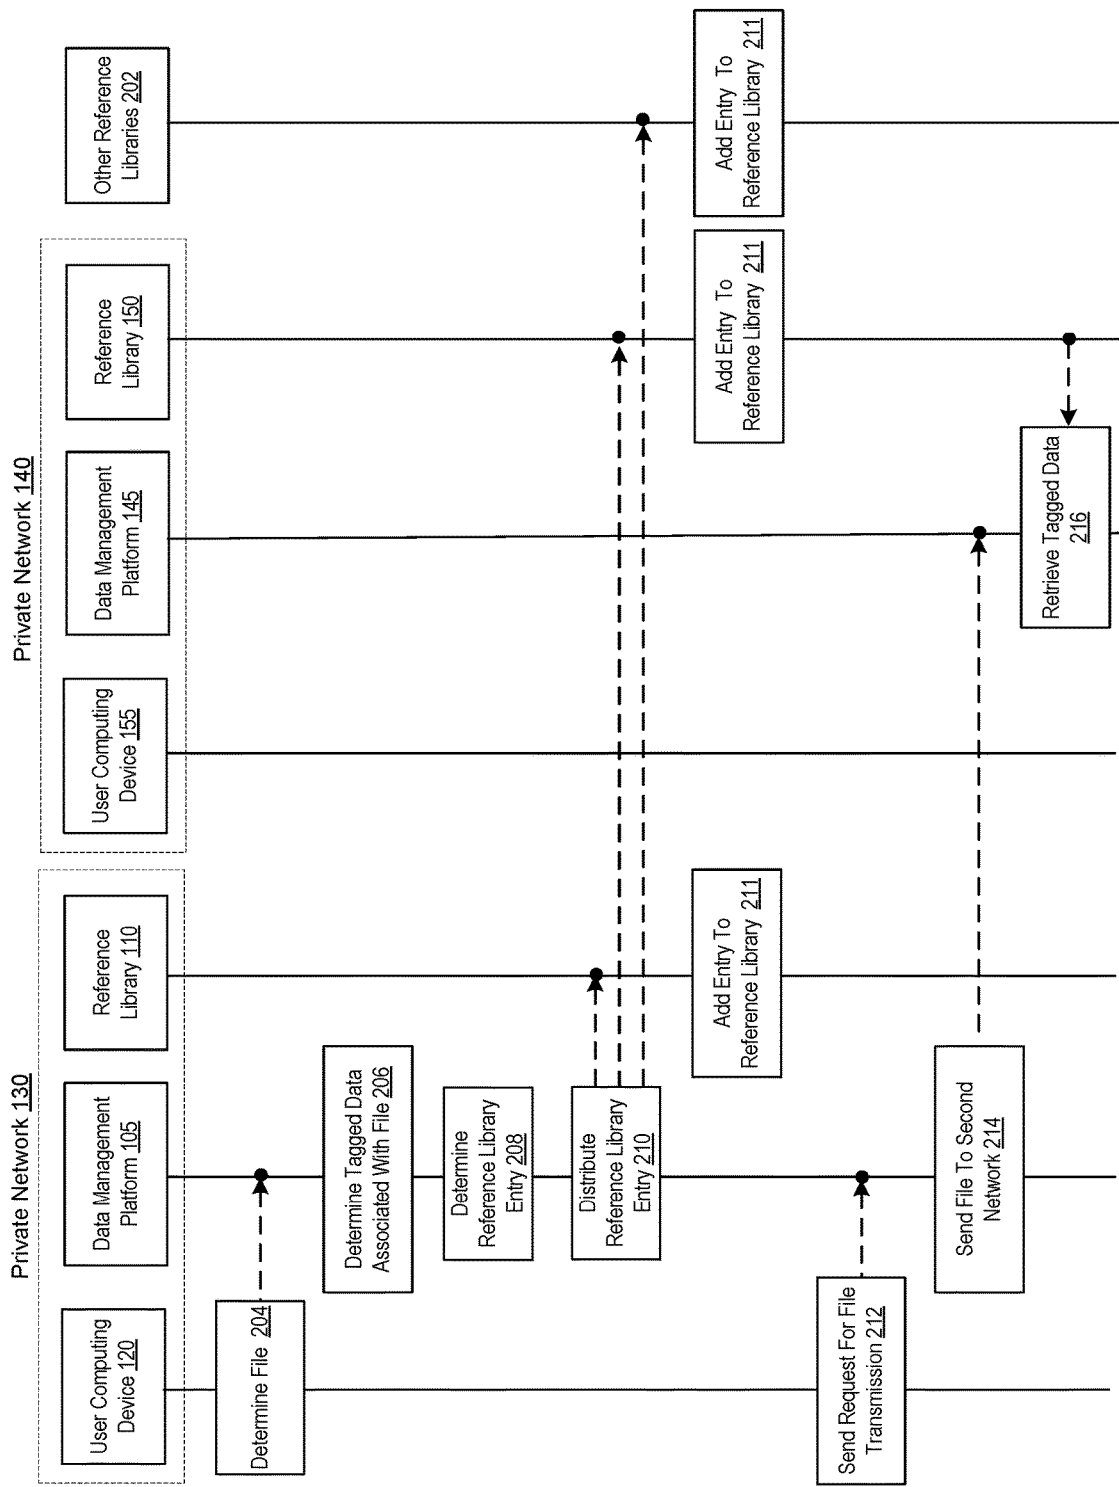 Private Network 130
Private Network 140
User Computing
Device 120
Data Management
Platform 105
Reference
Library 110
User Computing
Device 155
Data Management
Platform 145
Reference
Library 150
Other Reference
Libraries 202
Determine File 204
Determine Tagged Data
Associated With File 206
Determine
Reference Library
Entry 208
Distribute
Reference Library
Entry 210
Add Entry To
Reference Library 211
Add Entry To
Reference Library 211
Add Entry To
Reference Library 211
Send Request For File
Transmission 212
Send File To Second
Network 214
Retrieve Tagged Data
216